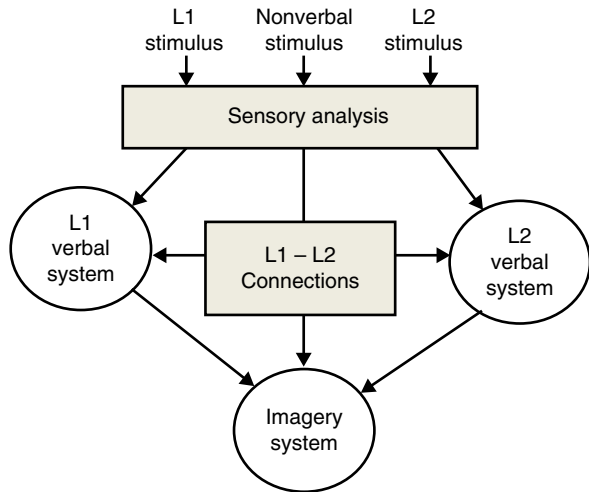 L1
stimulus
Nonverbal
stimulus
L2
stimulus
Sensory analysis
L1
verbal
system
L1 – L2
Connections
L2
verbal
system
Imagery
system